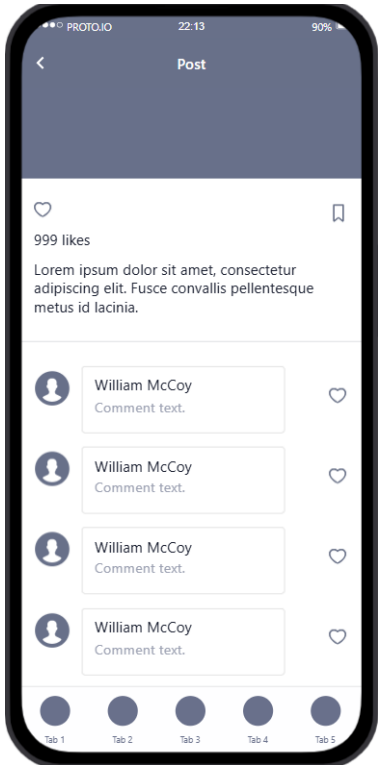 PROTO.IO 22:13 90%
Post
999 likes
Lorem ipsum dolor sit amet, consectetur
adipiscing elit. Fusce convallis pellentesque
metus id lacinia.
William McCoy
Comment text.
William McCoy
Comment text.
William McCoy
Comment text.
William McCoy
Comment text.
Tab 1 Tab 2 Tab 3 Tab 4 Tab 5